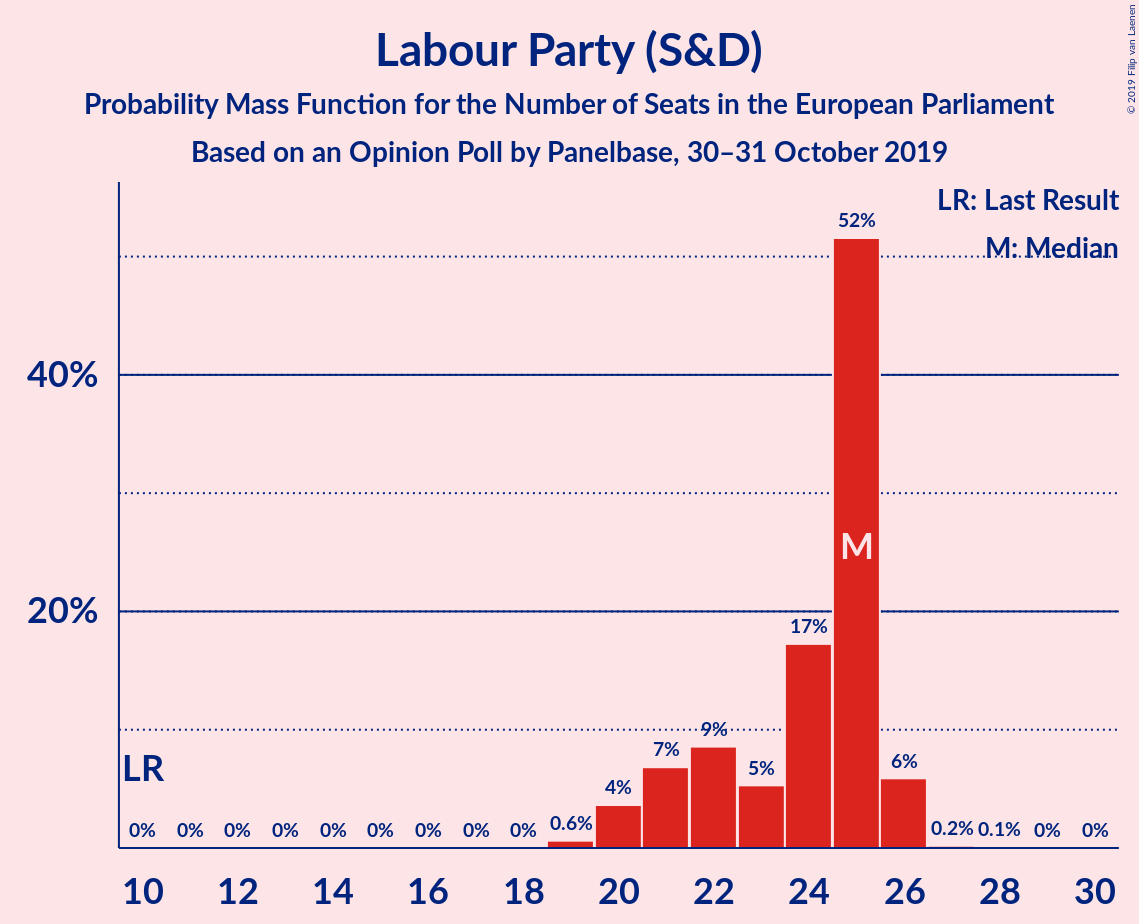 Labour Party (S&D)
Probability Mass Function for the Number of Seats in the European Parliament
Based on an Opinion Poll by Panelbase, 30–31 October 2019
© 2019 Filip van Laenen
LR: Last Result
M: Median
40%
20%
LR
M
0% 0% 0% 0% 0% 0% 0% 0% 0% 0.6% 4% 7% 9% 5% 17% 52% 6% 0.2% 0.1% 0% 0%
10 12 14 16 18 20 22 24 26 28 30